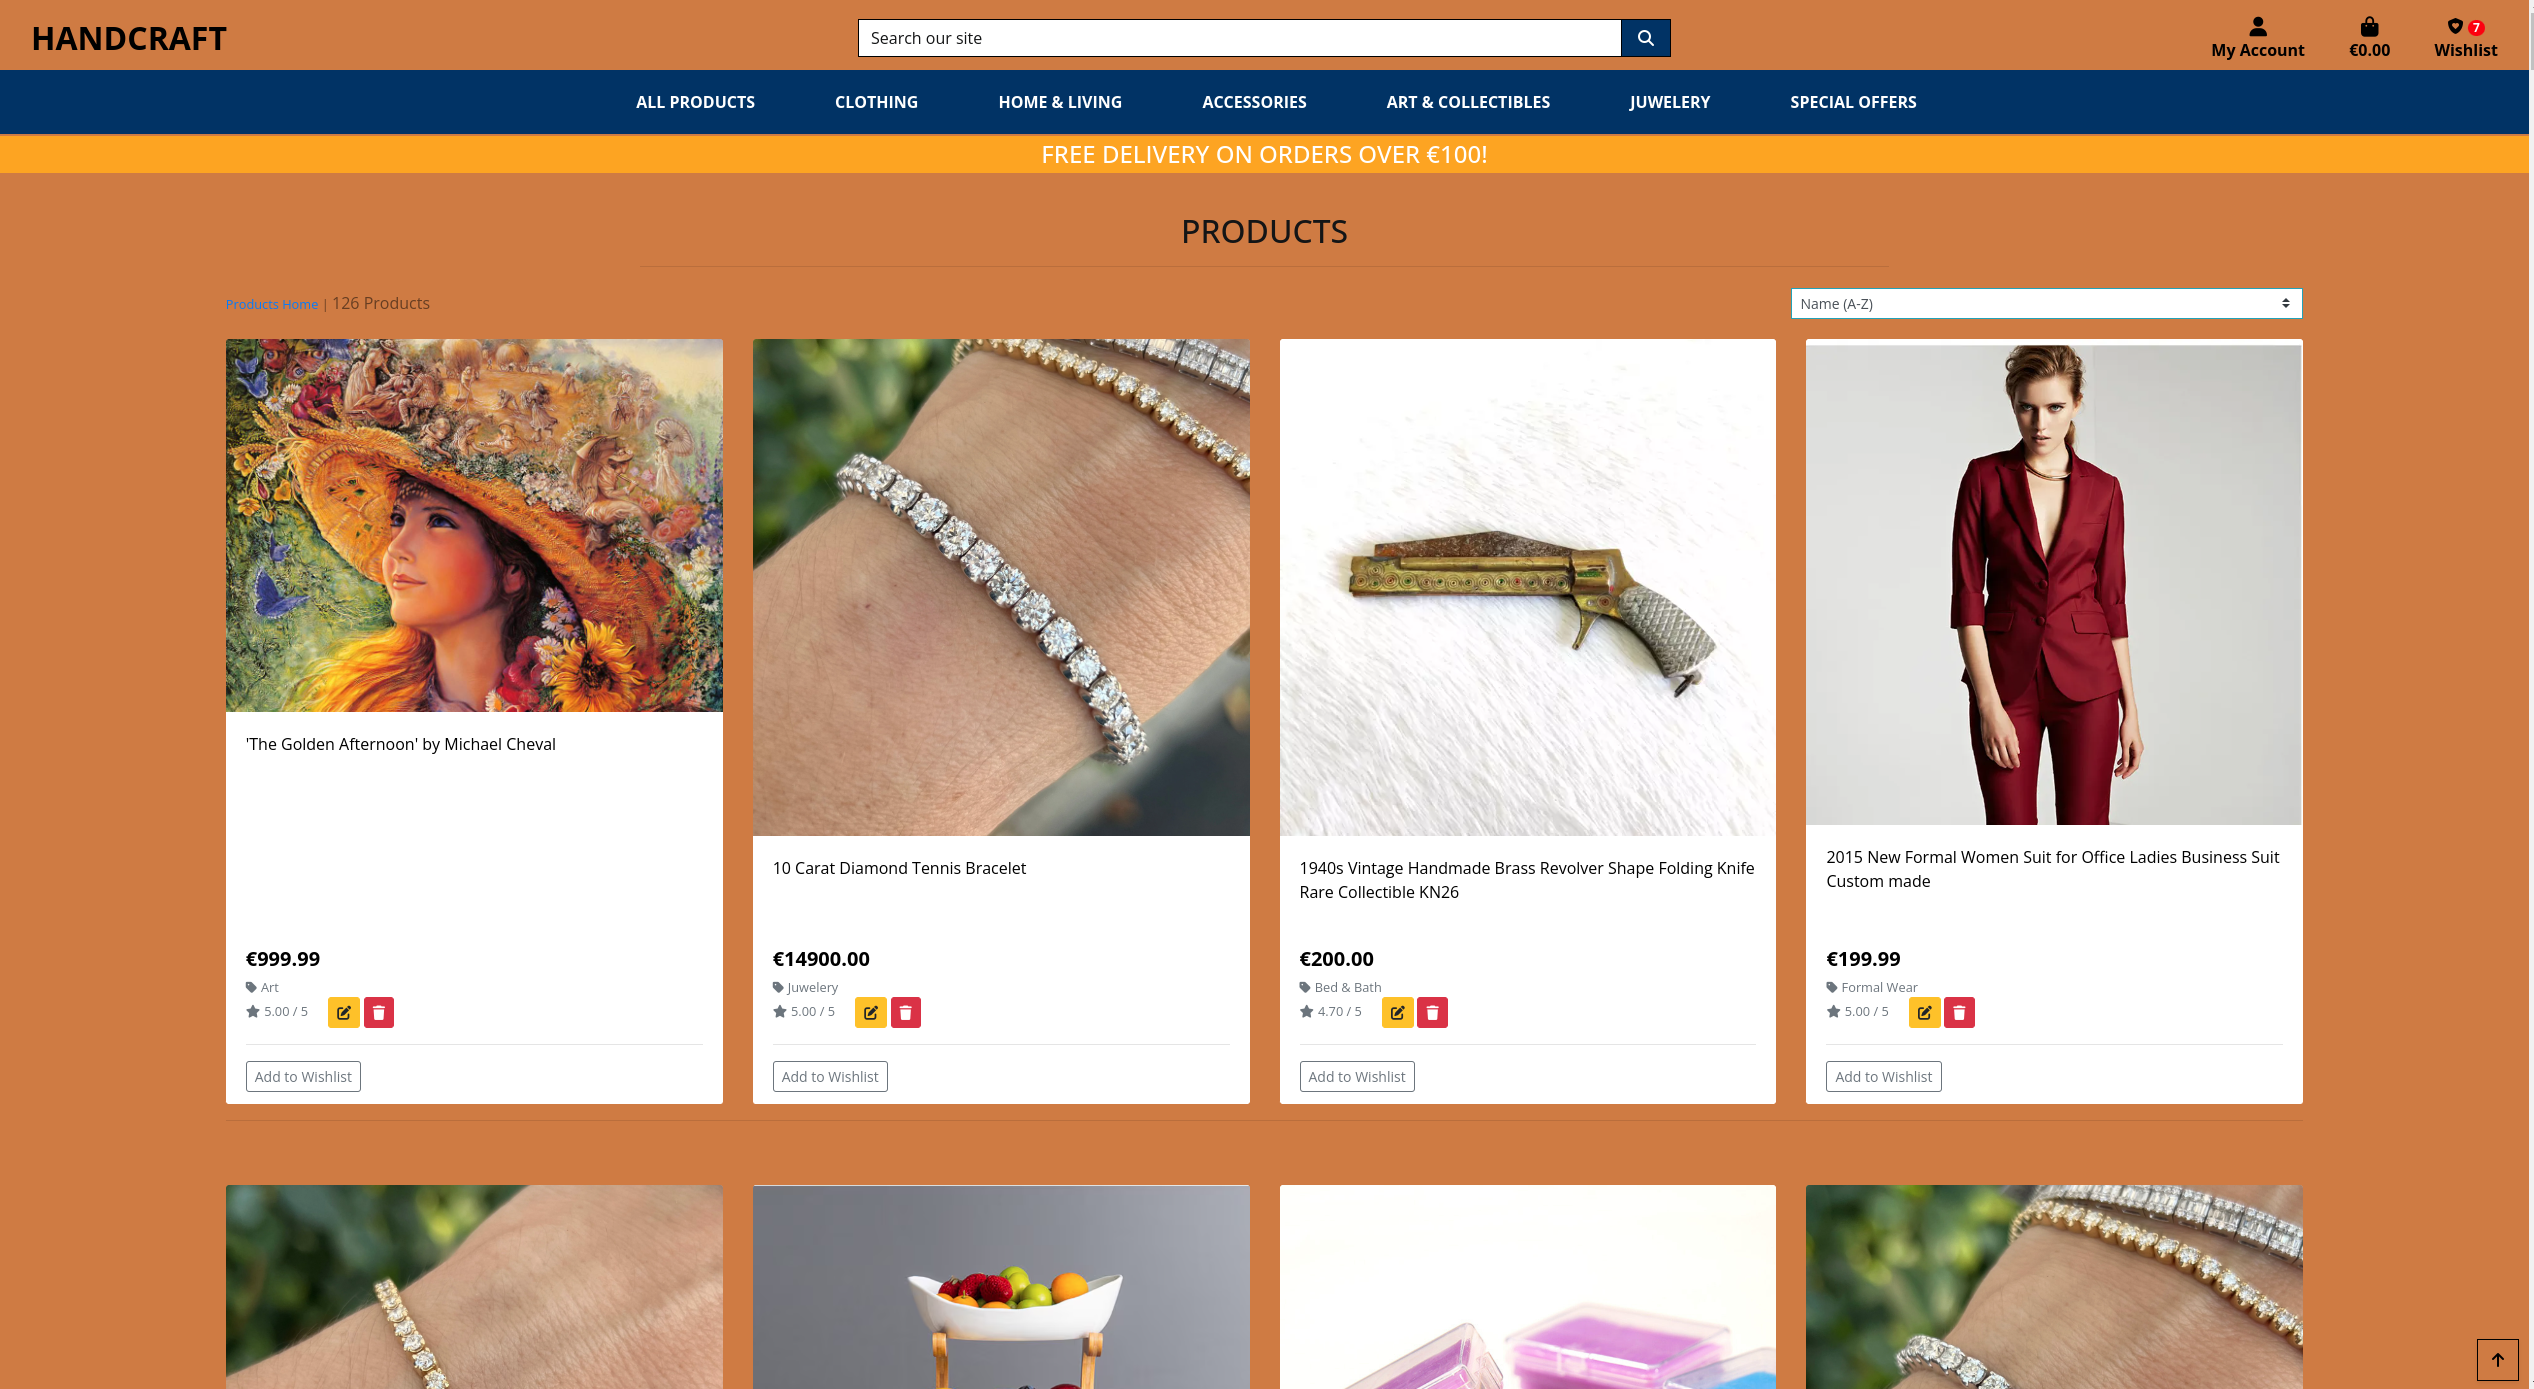 HANDCRAFT
Search our site
My Account
€0.00
7
Wishlist
ALL PRODUCTS
CLOTHING
HOME & LIVING
ACCESSORIES
ART & COLLECTIBLES
JUWELERY
SPECIAL OFFERS
FREE DELIVERY ON ORDERS OVER €100!
PRODUCTS
Products Home | 126 Products
Name (A-Z)
'The Golden Afternoon' by Michael Cheval
€999.99
Art
5.00 / 5
Add to Wishlist
10 Carat Diamond Tennis Bracelet
€14900.00
Juwelery
5.00 / 5
Add to Wishlist
1940s Vintage Handmade Brass Revolver Shape Folding Knife
Rare Collectible KN26
€200.00
Bed & Bath
4.70 / 5
Add to Wishlist
2015 New Formal Women Suit for Office Ladies Business Suit
Custom made
€199.99
Formal Wear
5.00 / 5
Add to Wishlist